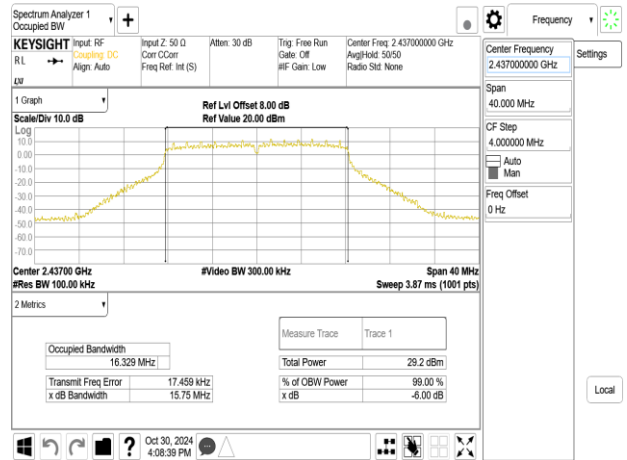 Spectrum Analyzer 1
Occupied BW
+
Frequency
KEYSIGHT
Input: RF
Coupling: DC
Align: Auto
Input Z: 50 Ω
Corr CCorr
Freq Ref: Int (S)
Atten: 30 dB
Trig: Free Run
Gate: Off
#IF Gain: Low
Center Freq: 2.437000000 GHz
Avg|Hold: 50/50
Radio Std: None
RL
LXI
Center Frequency
2.437000000 GHz
Settings
Span
40.000 MHz
CF Step
4.000000 MHz
Auto
Man
Freq Offset
0 Hz
1 Graph
Scale/Div 10.0 dB
Ref Lvl Offset 8.00 dB
Ref Value 20.00 dBm
Log
10.0
0.00
-10.0
-20.0
-30.0
-40.0
-50.0
-60.0
-70.0
Center 2.43700 GHz
#Res BW 100.00 kHz
#Video BW 300.00 kHz
Span 40 MHz
Sweep 3.87 ms (1001 pts)
2 Metrics
Measure Trace Trace 1
Occupied Bandwidth
16.329 MHz
Total Power 29.2 dBm
Transmit Freq Error 17.459 kHz
% of OBW Power 99.00 %
x dB Bandwidth 15.75 MHz
x dB -6.00 dB
Local
?
Oct 30, 2024
4:08:39 PM